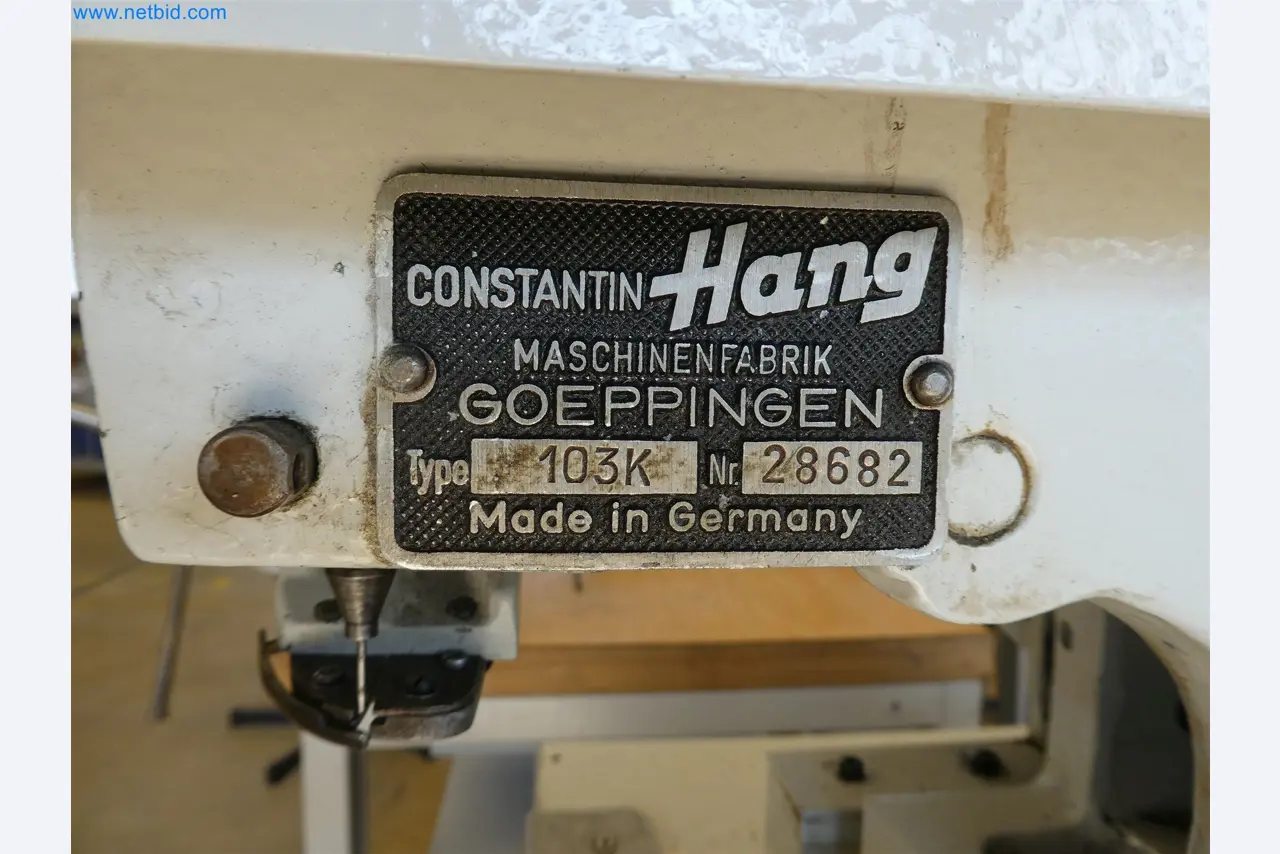 www.netbid.com
CONSTANTIN Hang
MASCHINENFABRIK
GOEPPINGEN
Type 103K Nr. 28682
Made in Germany